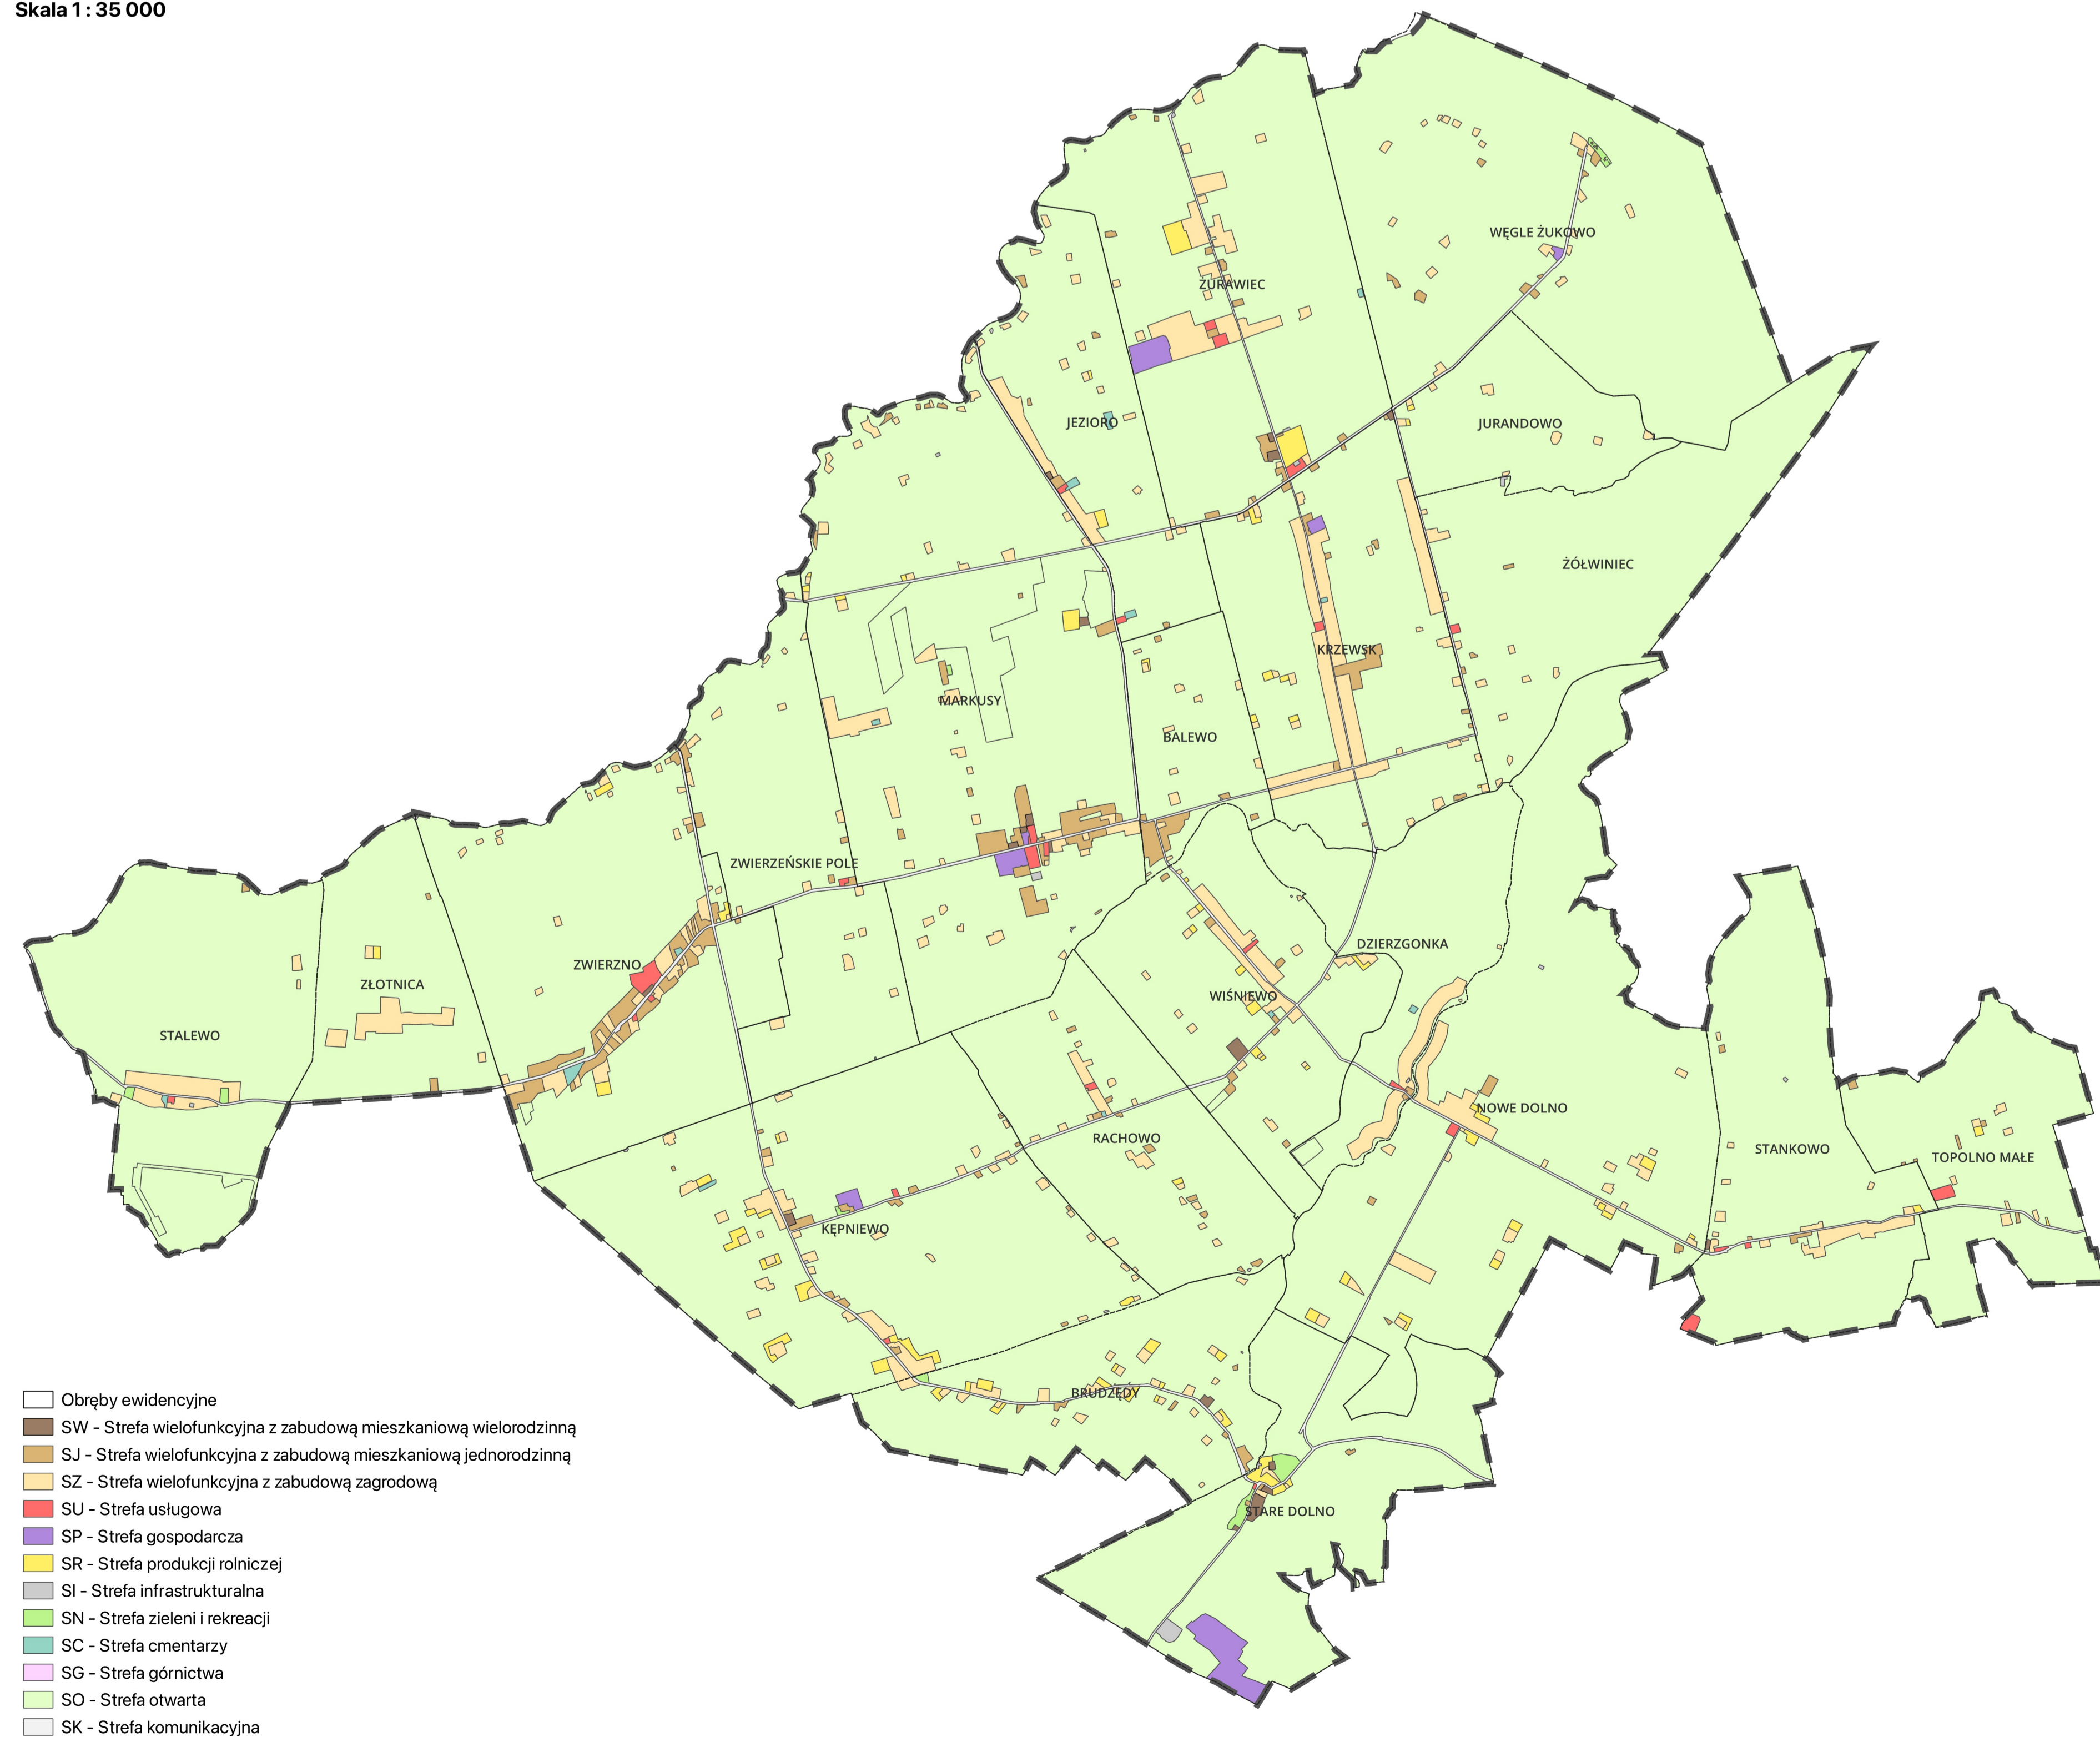 Skala 1 : 35 000
WĘGLE ŻUKOWO
ŻURAWIEC
JEZIORO
JURANDOWO
ŻÓŁWINIEC
KRZEWSK
MARKUSY
BALEWO
ZWIERZEŃSKIE POLE
DZIERZGONKA
ZWIERZNO
ZŁOTNICA
WIŚNIEWO
STALEWO
NOWE DOLNO
RACHOWO
STANKOWO
TOPOLNO MAŁE
KĘPNIEWO
BRUDZĘDY
STARE DOLNO
Obręby ewidencyjne
SW - Strefa wielofunkcyjna z zabudową mieszkaniową wielorodzinną
SJ - Strefa wielofunkcyjna z zabudową mieszkaniową jednorodzinną
SZ - Strefa wielofunkcyjna z zabudową zagrodową
SU - Strefa usługowa
SP - Strefa gospodarcza
SR - Strefa produkcji rolniczej
SI - Strefa infrastrukturalna
SN - Strefa zieleni i rekreacji
SC - Strefa cmentarzy
SG - Strefa górnictwa
SO - Strefa otwarta
SK - Strefa komunikacyjna